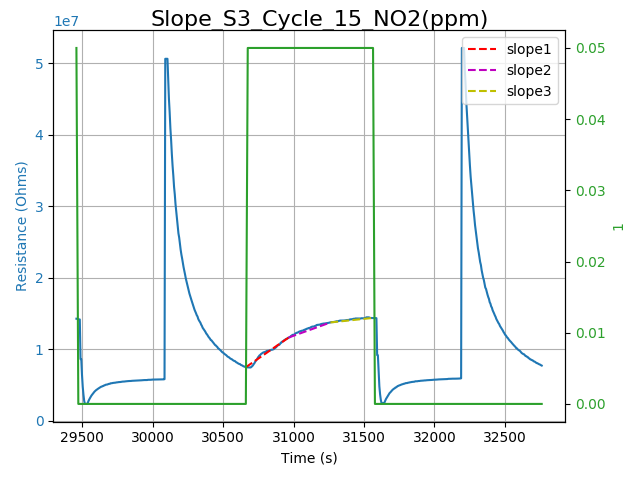 Slope_S3_Cycle_15_NO2(ppm)
1e7
slope1
slope2
slope3
5
4
3
2
1
0
Resistance (Ohms)
0.05
0.04
0.03
0.02
0.01
0.00
1
29500 30000 30500 31000 31500 32000 32500
Time (s)